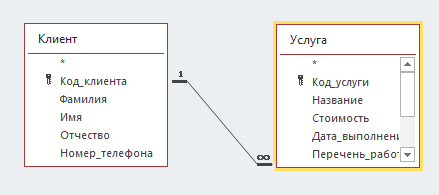 Клиент
*
Код_клиента
Фамилия
Имя
Отчество
Номер_телефона
1
∞
Услуга
*
Код_услуги
Название
Стоимость
Дата_выполнени
Перечень_работ